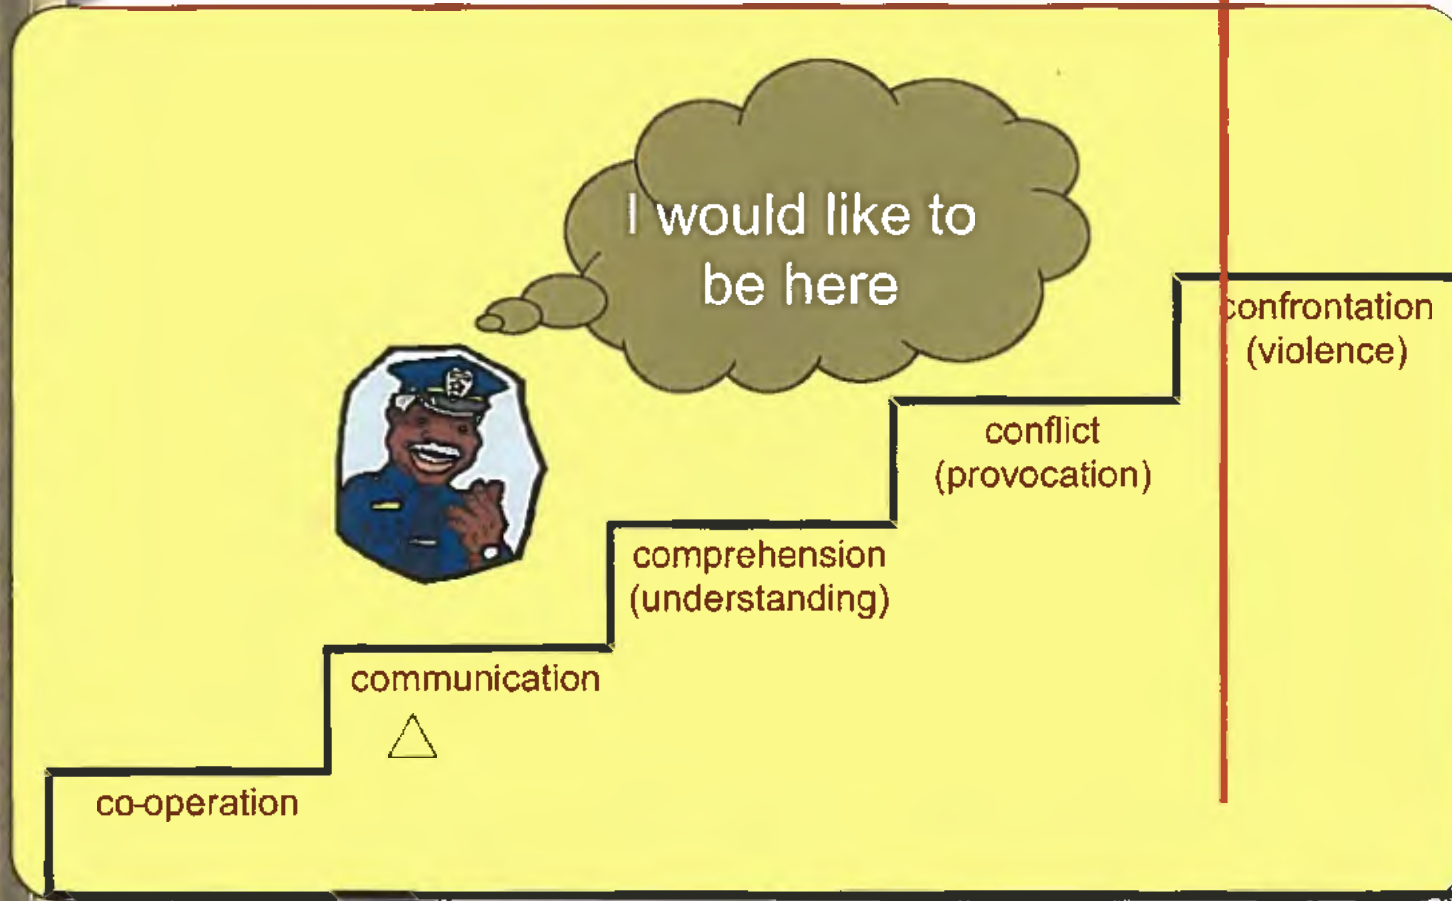 I would like to
be here
confrontation
(violence)
conflict
(provocation)
comprehension
(understanding)
communication
co-operation